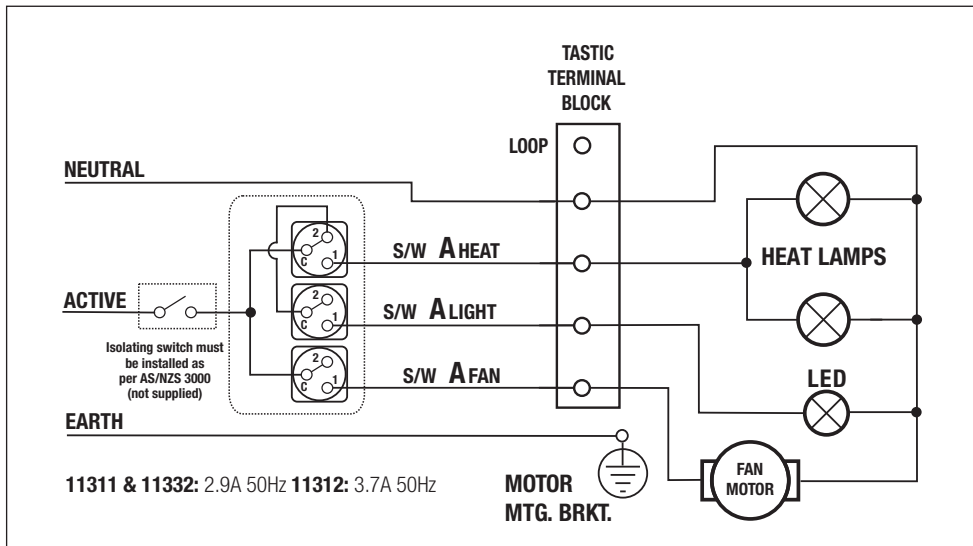 TASTIC
TERMINAL
BLOCK
LOOP
NEUTRAL
2
C
1
S/W A HEAT
HEAT LAMPS
ACTIVE
2
C
1
S/W A LIGHT
Isolating switch must
be installed as
per AS/NZS 3000
(not supplied)
2
C
1
S/W A FAN
LED
EARTH
FAN
MOTOR
11311 & 11332: 2.9A 50Hz 11312: 3.7A 50Hz
MOTOR
MTG. BRKT.